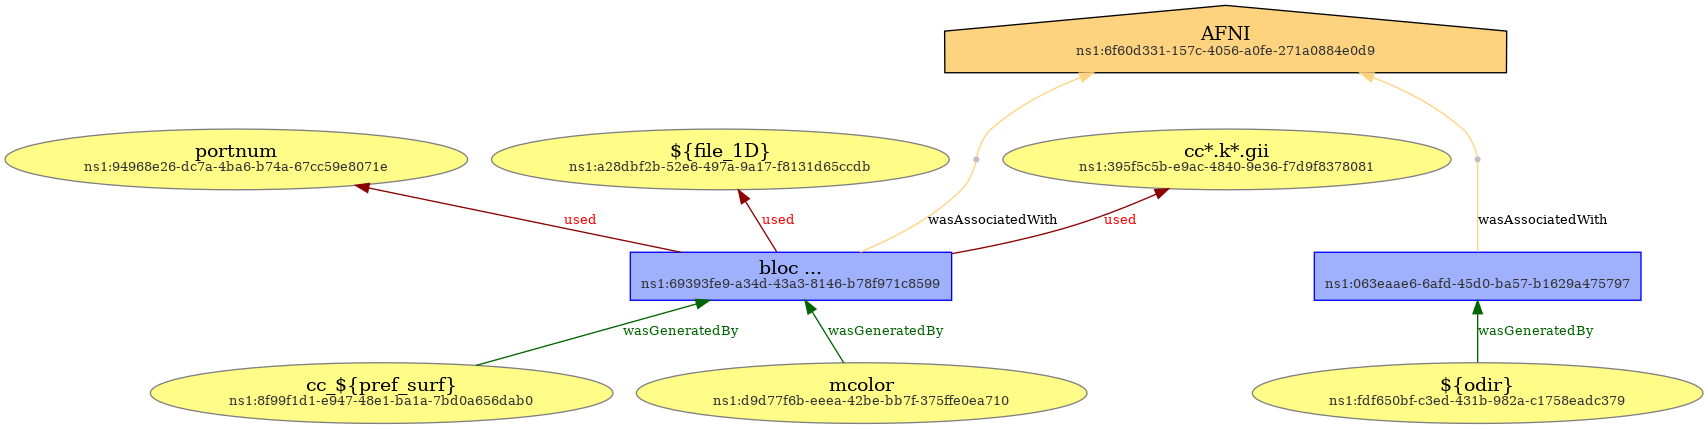 AFNI
ns1:6f60d331-157c-4056-a0fe-271a0884e0d9
portnum
ns1:94968e26-dc7a-4ba6-b74a-67cc59e8071e
${file_1D}
ns1:a28dbf2b-52e6-497a-9a17-f8131d65ccdb
cc*.k*.gii
ns1:395f5c5b-e9ac-4840-9e36-f7d9f8378081
used
used
wasAssociatedWith
used
wasAssociatedWith
bloc ...
ns1:69393fe9-a34d-43a3-8146-b78f971c8599
ns1:063eaae6-6afd-45d0-ba57-b1629a475797
wasGeneratedBy
wasGeneratedBy
wasGeneratedBy
cc_${pref_surf}
ns1:8f99f1d1-e947-48e1-ba1a-7bd0a656dab0
mcolor
ns1:d9d77f6b-eeea-42be-bb7f-375ffe0ea710
${odir}
ns1:fdf650bf-c3ed-431b-982a-c1758eadc379